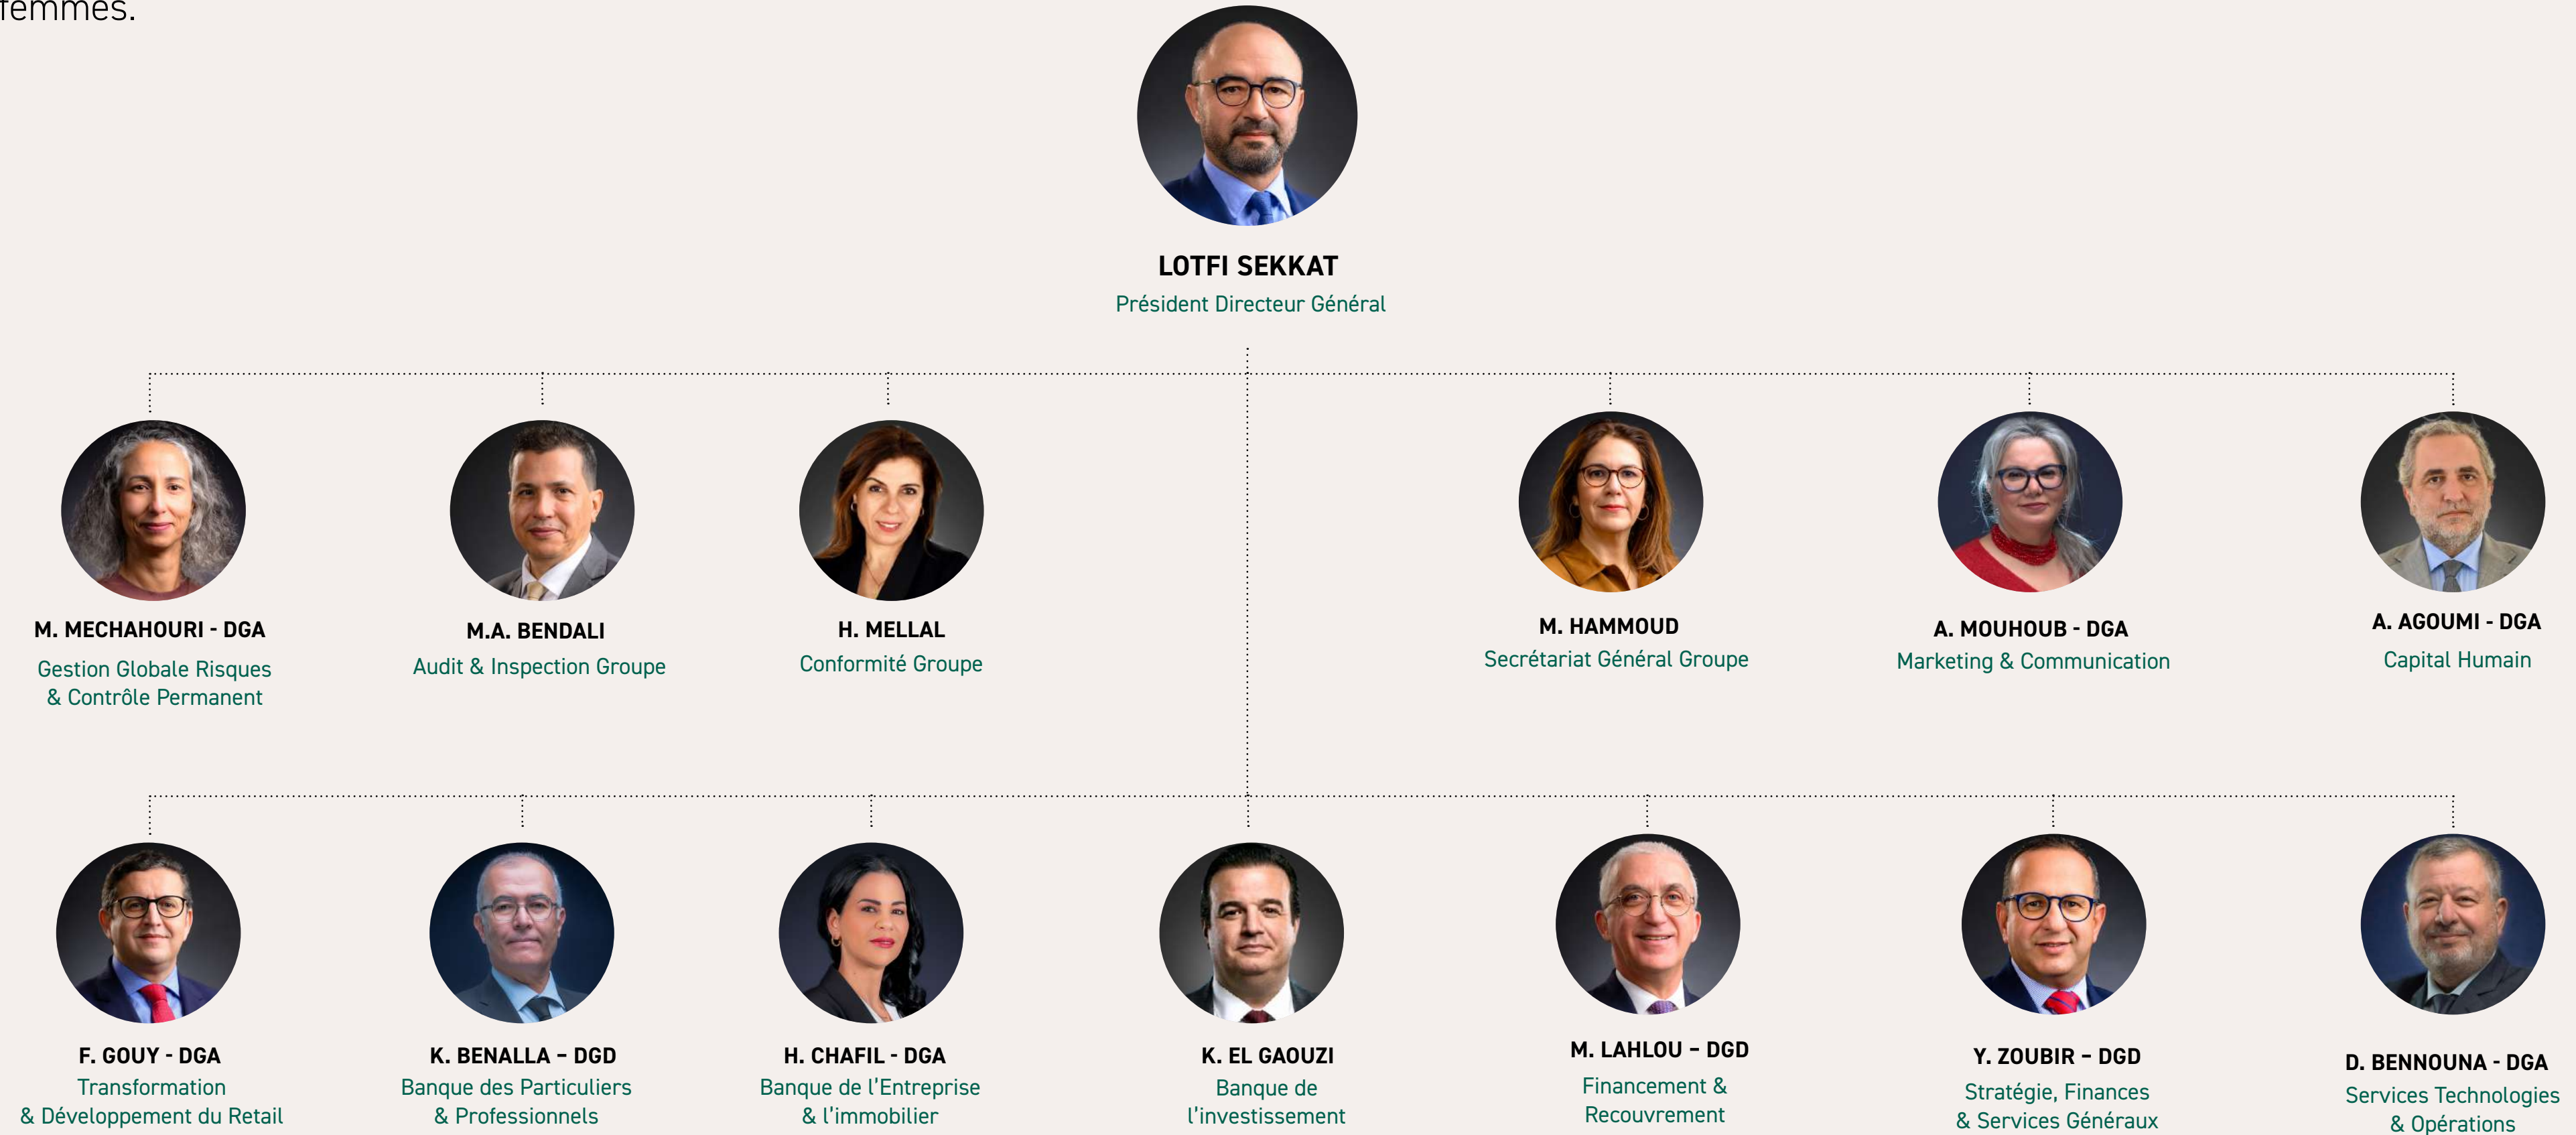 femmes.
LOTFI SEKKAT
Président Directeur Général
M. MECHAHOURI - DGA
Gestion Globale Risques
& Contrôle Permanent
M.A. BENDALI
Audit & Inspection Groupe
H. MELLAL
Conformité Groupe
M. HAMMOUD
Secrétariat Général Groupe
A. MOUHOUB - DGA
Marketing & Communication
A. AGOUMI - DGA
Capital Humain
F. GOUY - DGA
Transformation
& Développement du Retail
K. BENALLA – DGD
Banque des Particuliers
& Professionnels
H. CHAFIL - DGA
Banque de l’Entreprise
& l’immobilier
K. EL GAOUZI
Banque de
l’investissement
M. LAHLOU – DGD
Financement &
Recouvrement
Y. ZOUBIR – DGD
Stratégie, Finances
& Services Généraux
D. BENNOUNA - DGA
Services Technologies
& Opérations